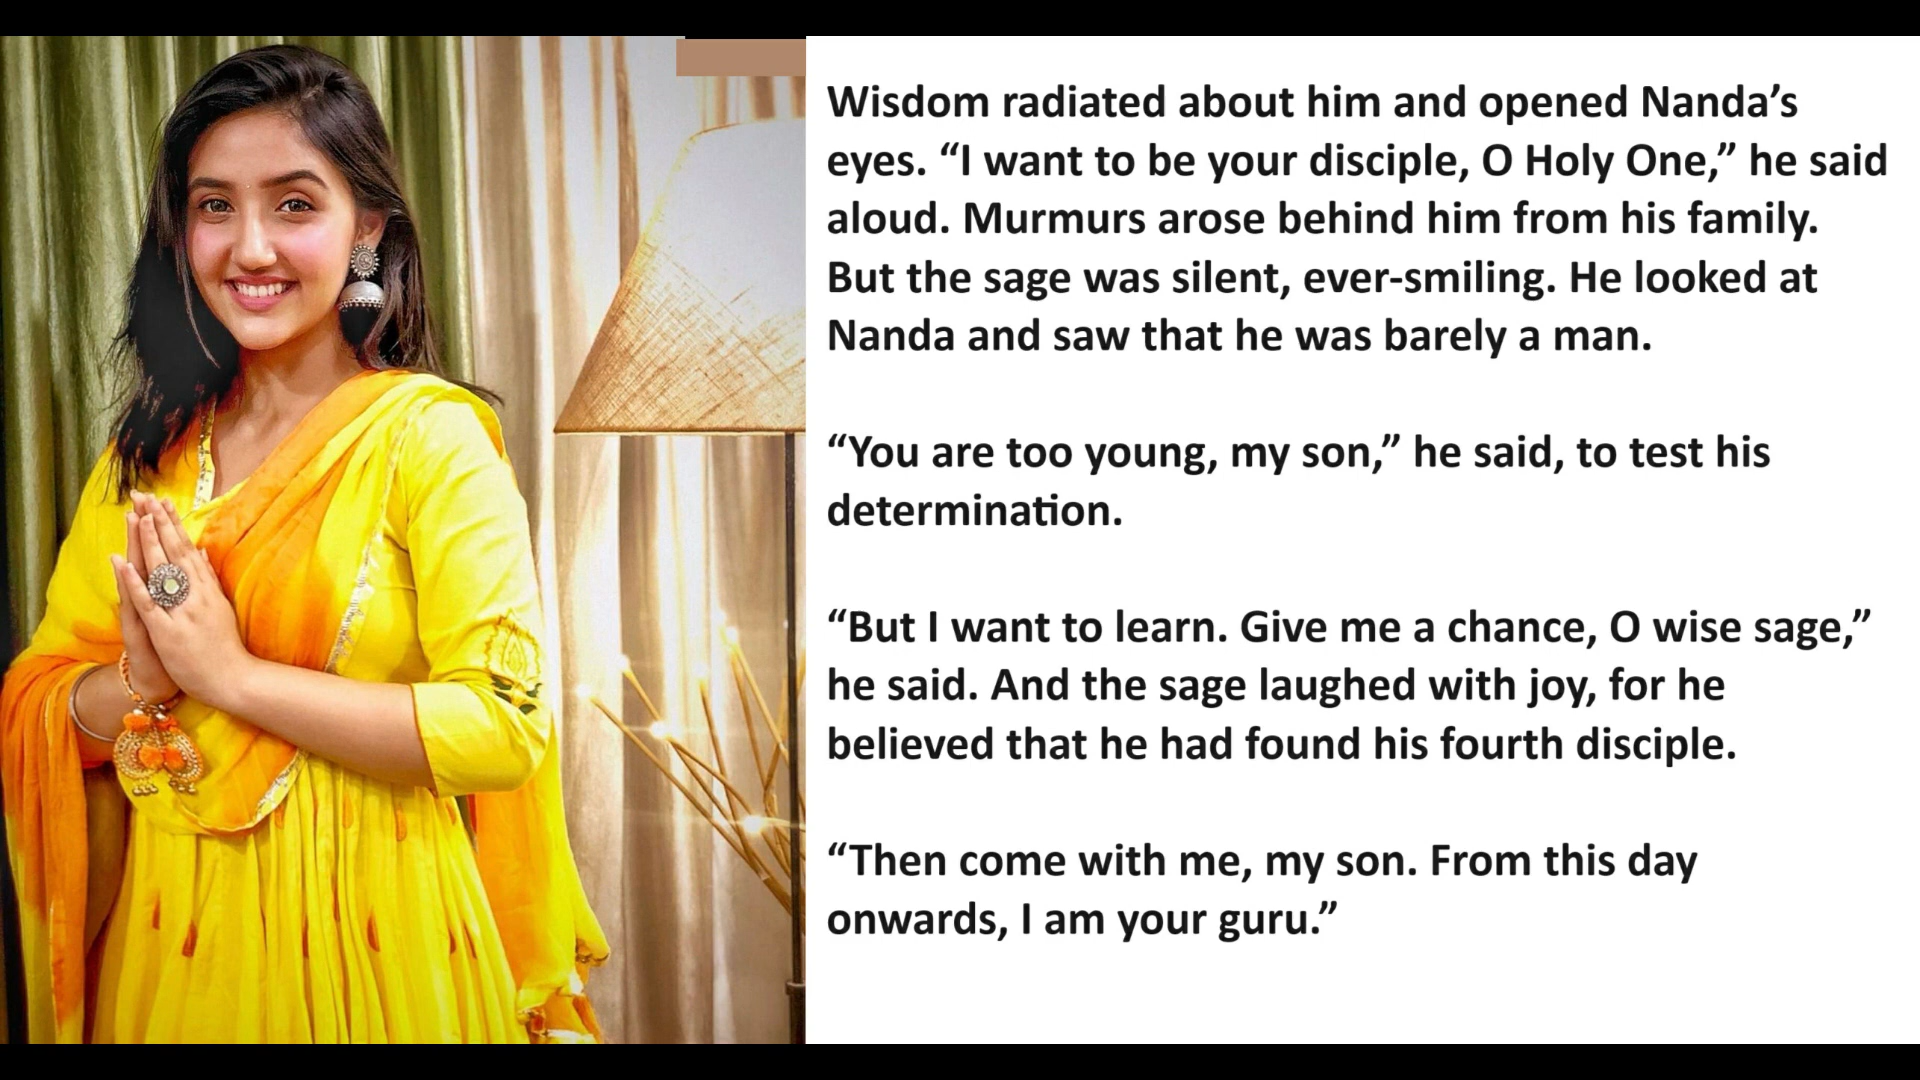 Wisdom radiated about him and opened Nanda’s
eyes. “I want to be your disciple, O Holy One,” he said
aloud. Murmurs arose behind him from his family.
But the sage was silent, ever-smiling. He looked at
Nanda and saw that he was barely a man.
“You are too young, my son,” he said, to test his
determination.
“But I want to learn. Give me a chance, O wise sage,”
he said. And the sage laughed with joy, for he
believed that he had found his fourth disciple.
“Then come with me, my son. From this day
onwards, I am your guru.”